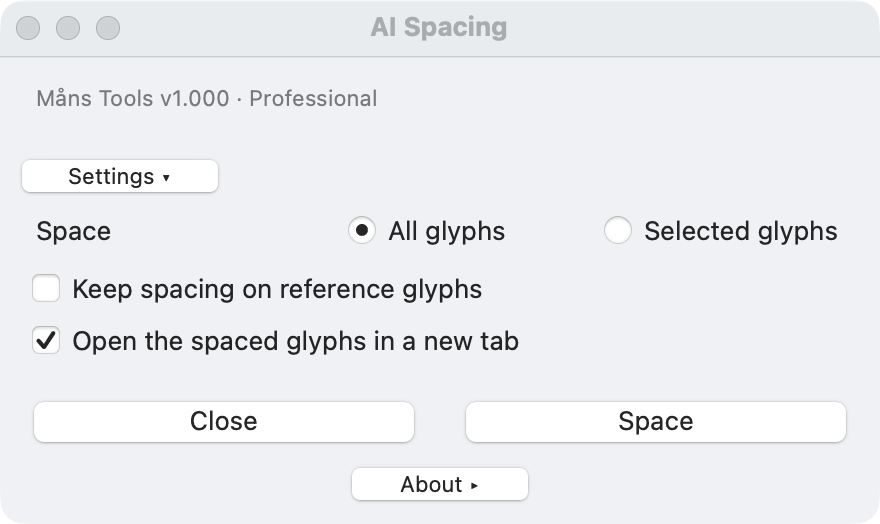 AI Spacing
Måns Tools v1.000 · Professional
Settings ▾
Space All glyphs Selected glyphs
Keep spacing on reference glyphs
Open the spaced glyphs in a new tab
Close Space
About ▸